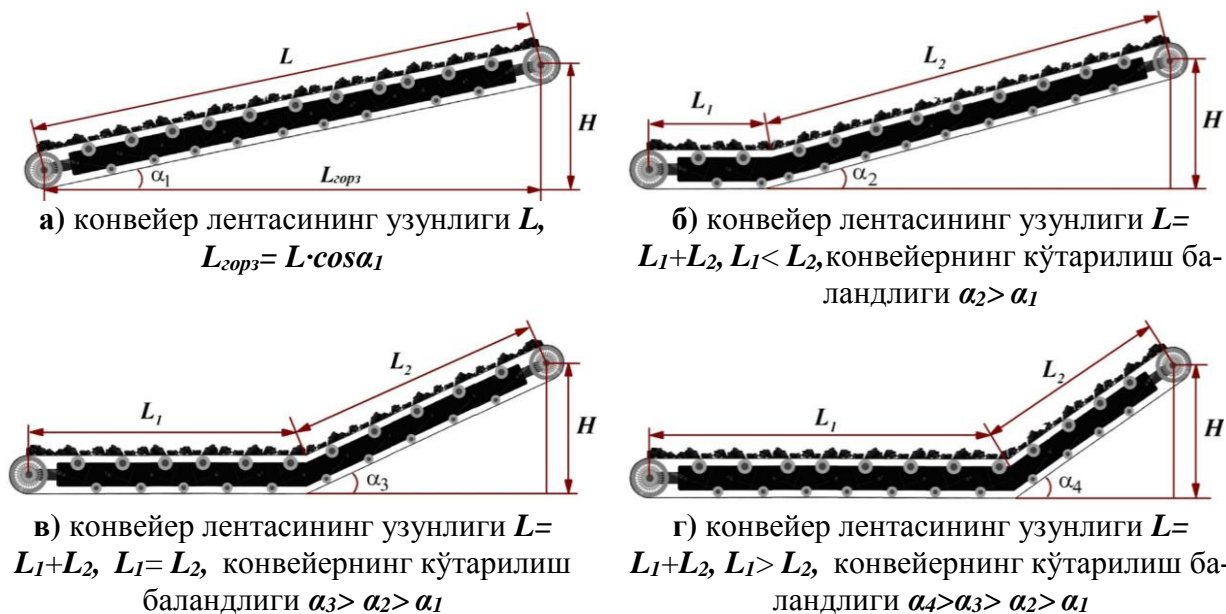 L
H
α1
Lгорз
а) конвейер лентасининг узунлиги L,
Lгорз= L·cosα1
L2
L1
H
α2
б) конвейер лентасининг узунлиги L=
L1+L2, L1< L2,конвейернинг кўтарилиш ба-
ландлиги α2> α1
L2
L1
H
α3
в) конвейер лентасининг узунлиги L=
L1+L2, L1= L2, конвейернинг кўтарилиш
баландлиги α3> α2> α1
L2
L1
H
α4
г) конвейер лентасининг узунлиги L=
L1+L2, L1> L2, конвейернинг кўтарилиш ба-
ландлиги α4>α3> α2> α1